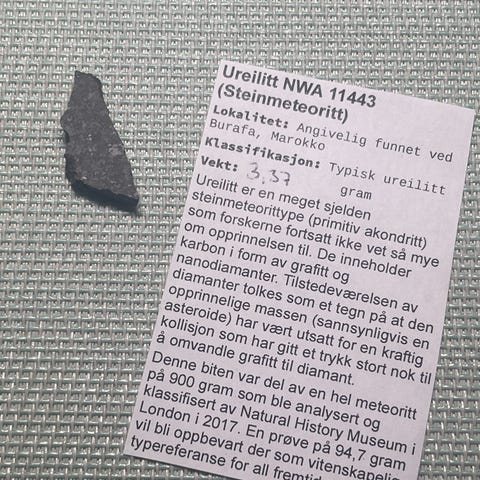 Ureilitt NWA 11443
(Steinmeteoritt)
Lokalitet: Angivelig funnet ved
Burafa, Marokko
Klassifikasjon: Typisk ureilitt
Vekt: 3,37 gram
Ureilitt er en meget sjelden
steinmeteorittype (primitiv akondritt)
som forskerne fortsatt ikke vet så mye
om opprinnelsen til. De inneholder
karbon i form av grafitt og
nanodiamanter. Tilstedeværelsen av
diamanter tolkes som et tegn på at den
opprinnelige massen (sannsynligvis en
asteroide) har vært utsatt for en kraftig
kollisjon som har gitt et trykk stort nok til
å omvandle grafitt til diamant.
Denne biten var del av en hel meteoritt
på 900 gram som ble analysert og
klassifisert av Natural History Museum i
London i 2017. En prøve på 94,7 gram
vil bli oppbevart der som vitenskapelig
typereferanse for all fremtid